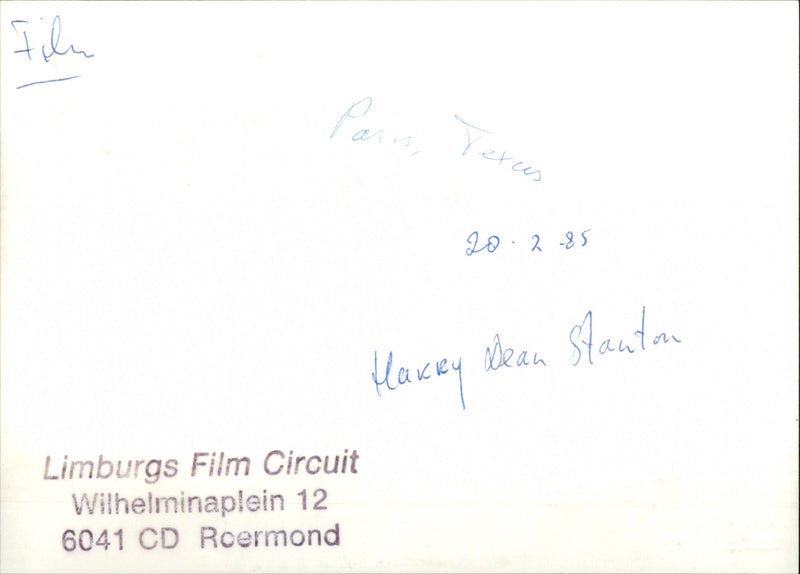 Film
Paris, Texas
20.2.85
Harry Dean Stanton
Limburgs Film Circuit
Wilhelminaplein 12
6041 CD Roermond